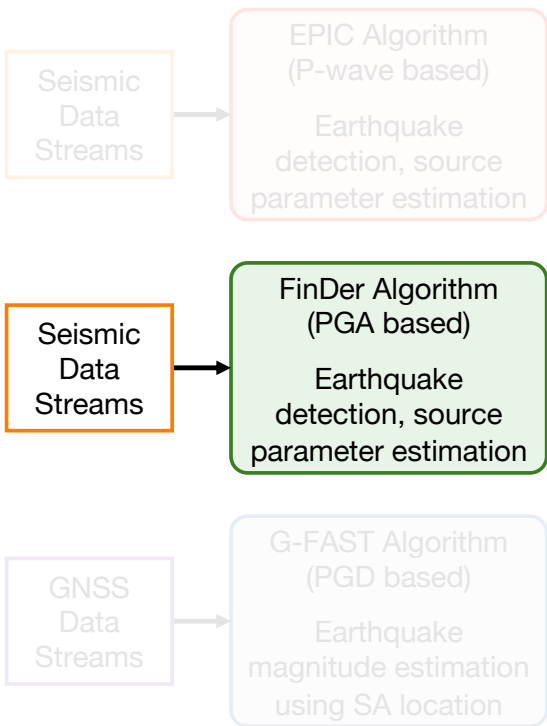 Seismic
Data
Streams
EPIC Algorithm
(P-wave based)
Earthquake
detection, source
parameter estimation
Seismic
Data
Streams
FinDer Algorithm
(PGA based)
Earthquake
detection, source
parameter estimation
GNSS
Data
Streams
G-FAST Algorithm
(PGD based)
Earthquake
magnitude estimation
using SA location